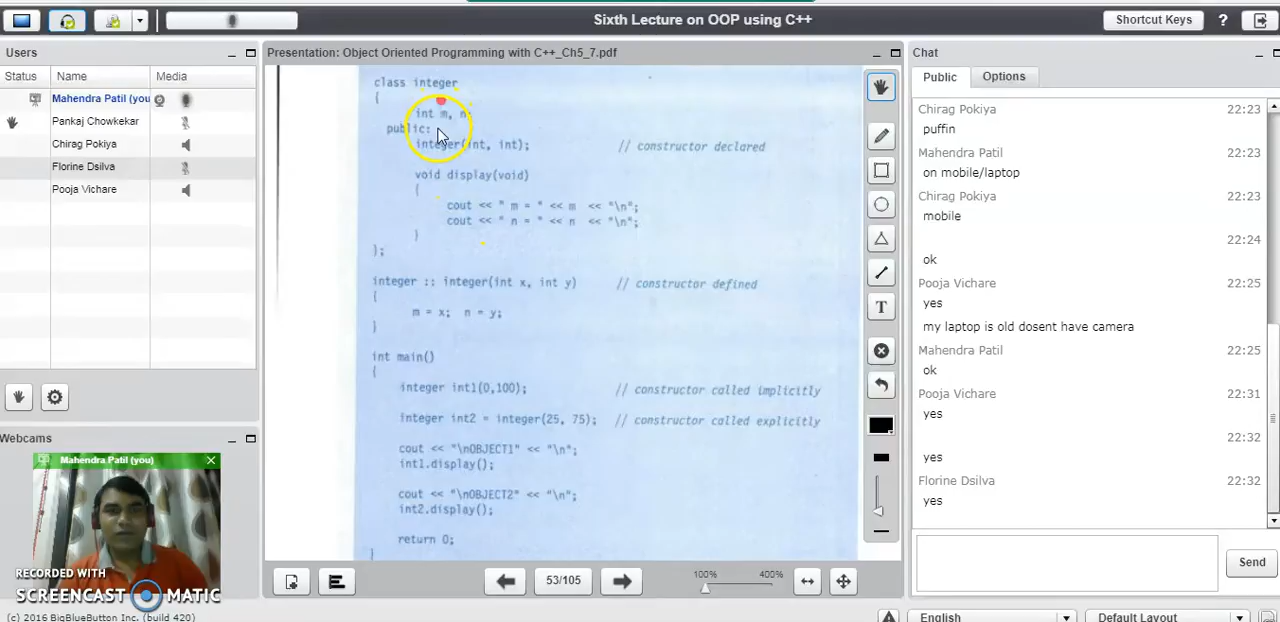 Sixth Lecture on OOP using C++
Shortcut Keys
?
Users
Status Name Media
Mahendra Patil (you)
Pankaj Chowkekar
Chirag Pokiya
Florine Dsilva
Pooja Vichare
Webcams
Mahendra Patil (you)
RECORDED WITH
SCREENCAST MATIC
(c) 2016 BigBlueButton Inc. (build 420)
Presentation: Object Oriented Programming with C++_Ch5_7.pdf
class integer
{
int m, n;
public:
integer(int, int); // constructor declared
void display(void)
{
cout << " m = " << m << "\n";
cout << " n = " << n << "\n";
}
};
integer :: integer(int x, int y) // constructor defined
{
m = x; n = y;
}
int main()
{
integer int1(0,100); // constructor called implicitly
integer int2 = integer(25, 75); // constructor called explicitly
cout << "\nOBJECT1" << "\n";
int1.display();
cout << "\nOBJECT2" << "\n";
int2.display();
return 0;
}
T
53/105
100% 400%
Chat
Public Options
Chirag Pokiya 22:23
puffin
Mahendra Patil 22:23
on mobile/laptop
Chirag Pokiya 22:23
mobile
22:24
ok
Pooja Vichare 22:25
yes
my laptop is old dosent have camera
Mahendra Patil 22:25
ok
Pooja Vichare 22:31
yes
22:32
yes
Florine Dsilva 22:32
yes
Send
English
Default Layout